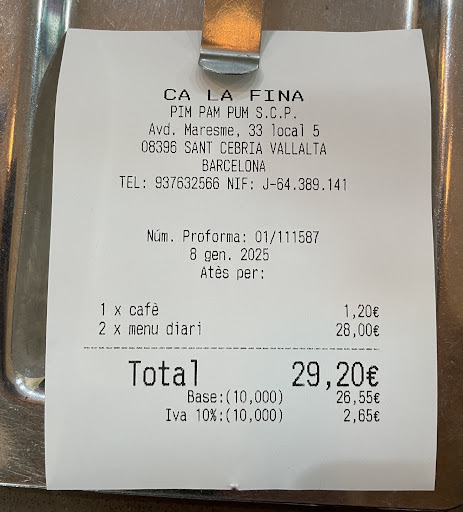 CA LA FINA
PIM PAM PUM S.C.P.
Avd. Maresme, 33 local 5
08396 SANT CEBRIA VALLALTA
BARCELONA
TEL: 937632566 NIF: J-64.389.141
Núm. Proforma: 01/111587
8 gen. 2025
Atès per:
1 x cafè 1,20€
2 x menu diari 28,00€
Total 29,20€
Base:(10,000) 26,55€
Iva 10%:(10,000) 2,65€